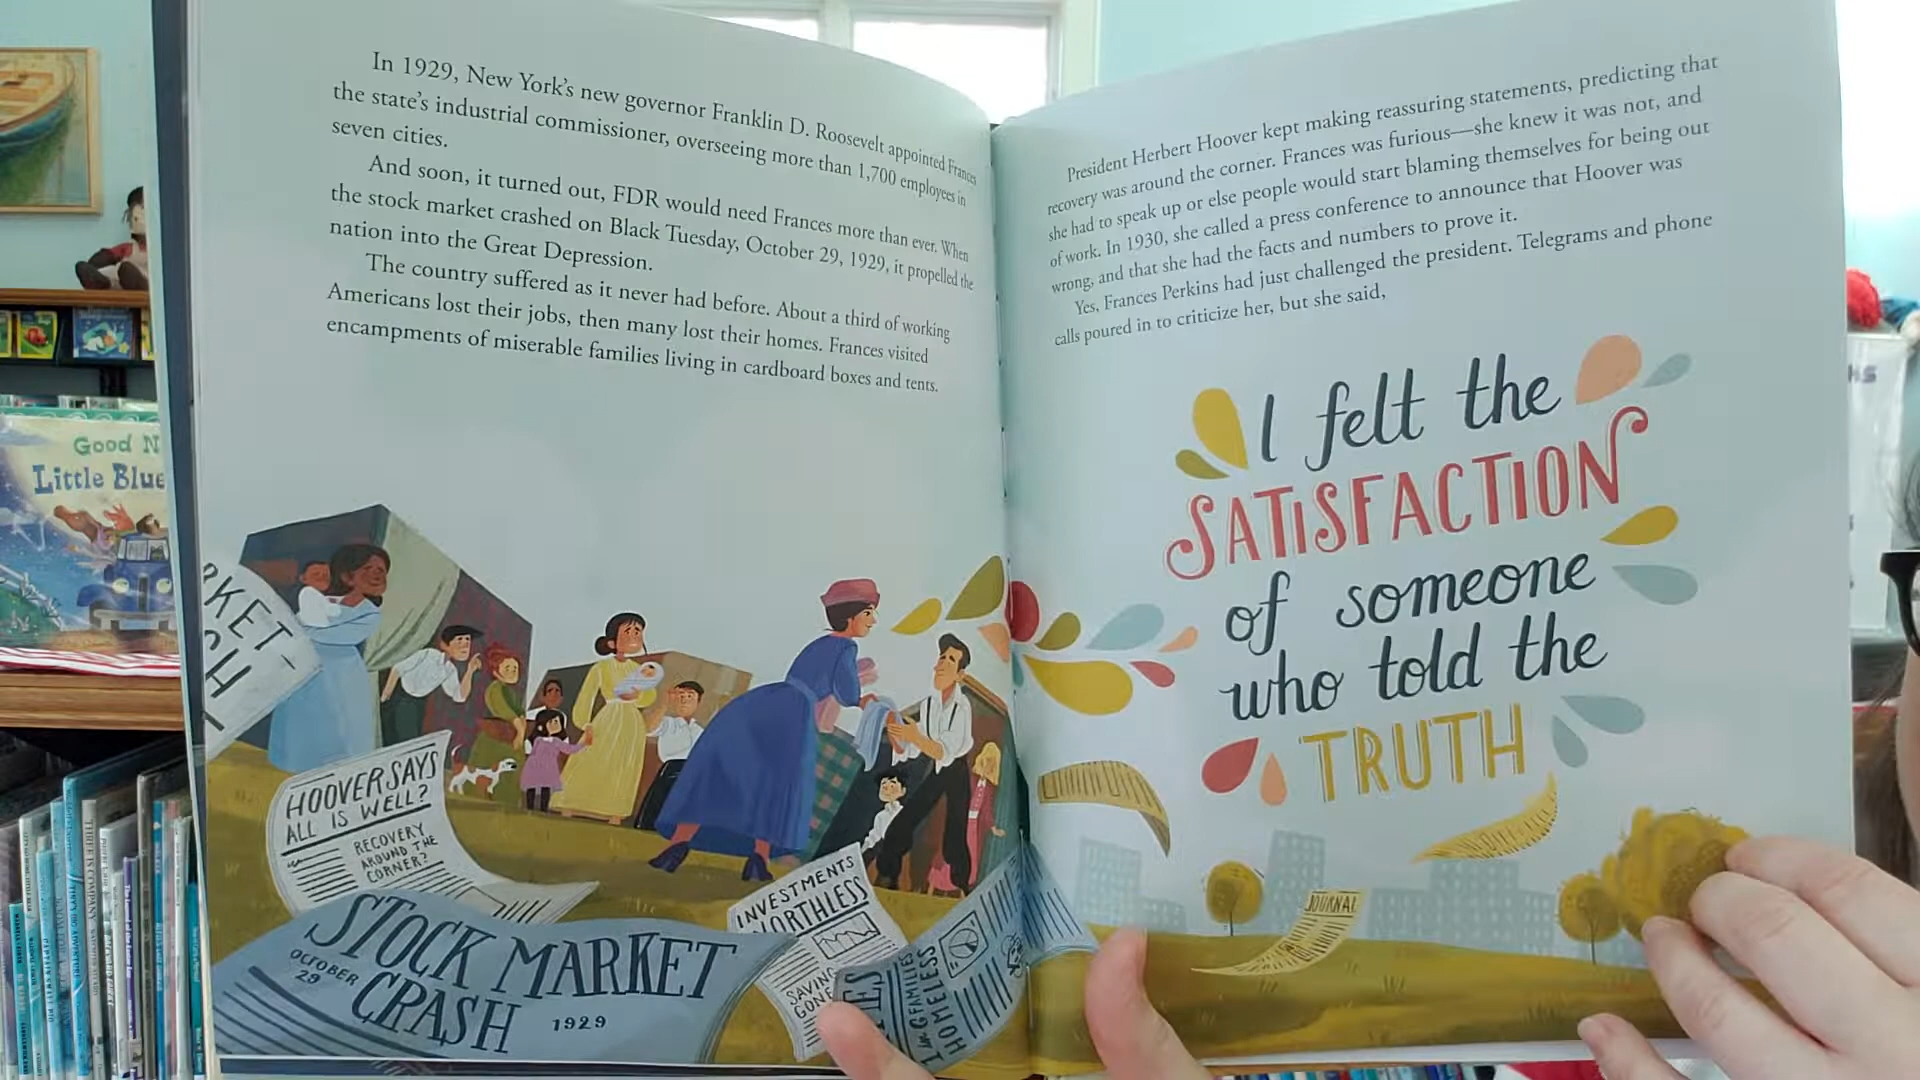 In 1929, New York's new governor Franklin D. Roosevelt appointed Frances
the state's industrial commissioner, overseeing more than 1,700 employees in
seven cities.
And soon, it turned out, FDR would need Frances more than ever. When
the stock market crashed on Black Tuesday, October 29, 1929, it propelled the
nation into the Great Depression.
The country suffered as it never had before. About a third of working
Americans lost their jobs, then many lost their homes. Frances visited
encampments of miserable families living in cardboard boxes and tents.
RKET
SH
HOOVER SAYS
ALL IS WELL?
RECOVERY
AROUND THE
CORNER?
STOCK MARKET
OCTOBER
29
CRASH
1929
INVESTMENTS
WORTHLESS
SAVING
GONE
FAMILIES
HOMELESS
President Herbert Hoover kept making reassuring statements, predicting that
recovery was around the corner. Frances was furious—she knew it was not, and
she had to speak up or else people would start blaming themselves for being out
of work. In 1930, she called a press conference to announce that Hoover was
wrong, and that she had the facts and numbers to prove it.
Yes, Frances Perkins had just challenged the president. Telegrams and phone
calls poured in to criticize her, but she said,
I felt the
SATISFACTION
of someone
who told the
TRUTH
JOURNAL
Good N
Little Blue